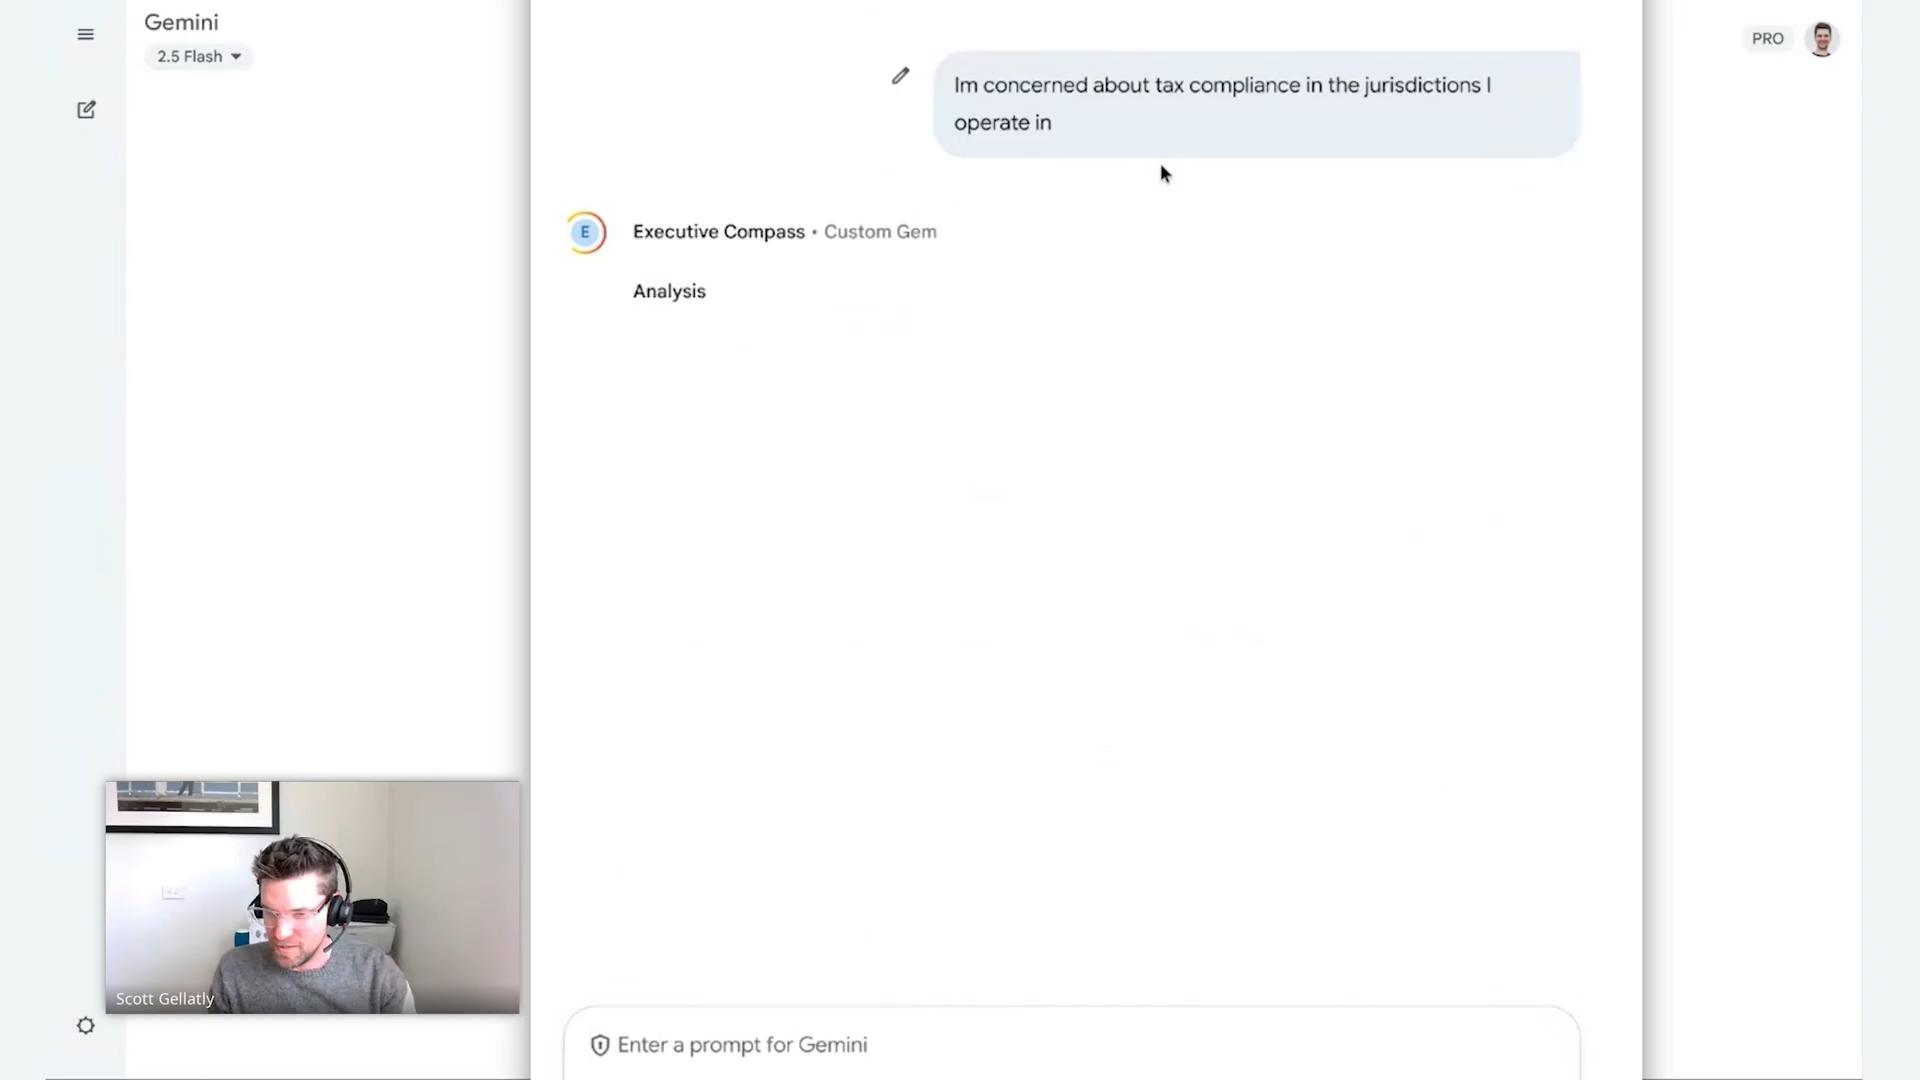 Gemini
2.5 Flash
PRO
Im concerned about tax compliance in the jurisdictions I
operate in
E
Executive Compass • Custom Gem
Analysis
Scott Gellatly
Enter a prompt for Gemini